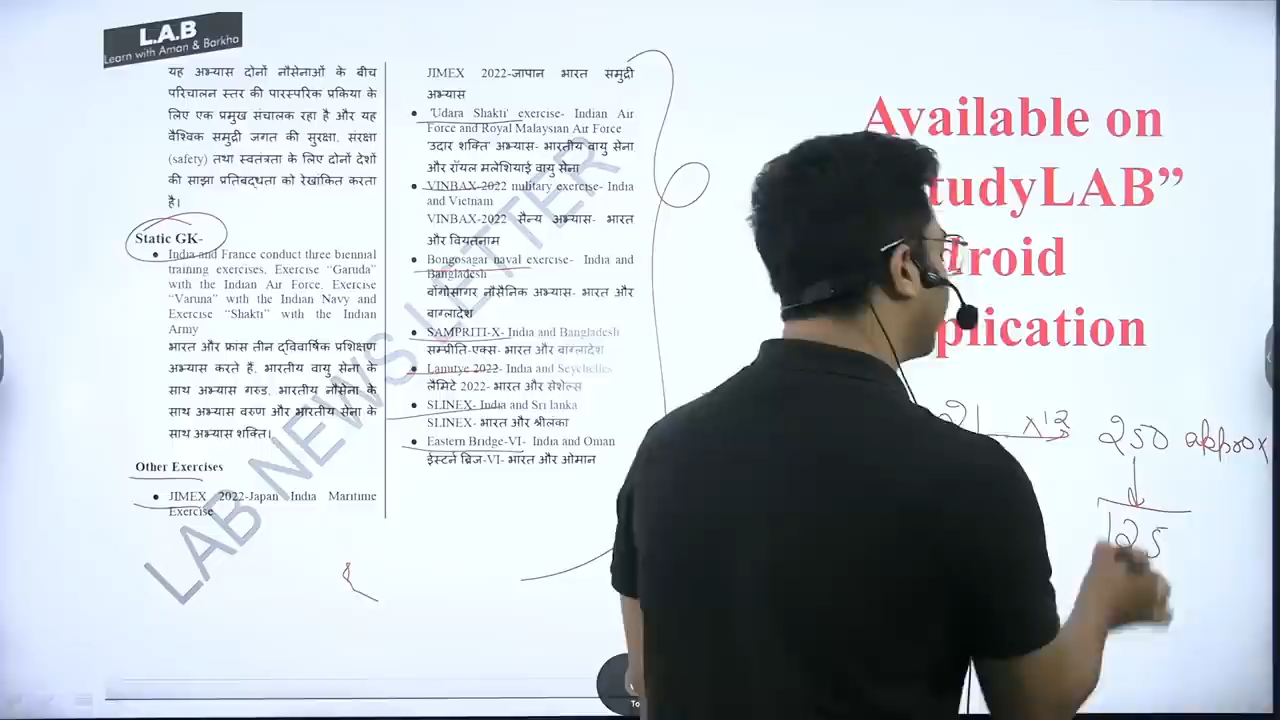 L.A.B
Learn with Aman & Barkha
यह अभ्यास दोनों नौसेनाओं के बीच
परिचालन स्तर की पारस्परिक प्रकिया के
लिए एक प्रमुख संचालक रहा है और यह
वैश्विक समुद्री जगत की सुरक्षा, संरक्षा
(safety) तथा स्वतंत्रता के लिए दोनों देशों
की साझा प्रतिबद्धता को रेखांकित करता
है।
Static GK-
India and France conduct three biennial
training exercises. Exercise “Garuda”
with the Indian Air Force, Exercise
“Varuna” with the Indian Navy and
Exercise “Shakti” with the Indian
Army
भारत और फ्रांस तीन द्विवार्षिक प्रशिक्षण
अभ्यास करते हैं, भारतीय वायु सेना के
साथ अभ्यास गरुड, भारतीय नौसेना के
साथ अभ्यास वरुण और भारतीय सेना के
साथ अभ्यास शक्ति।
Other Exercises
JIMEX 2022-Japan India Maritime
Exercise
JIMEX 2022-जापान भारत समुद्री
अभ्यास
'Udara Shakti' exercise- Indian Air
Force and Royal Malaysian Air Force
उदार शक्ति अभ्यास- भारतीय वायु सेना
और रॉयल मलेशियाई वायु सेना
VINBAX-2022 military exercise- India
and Vietnam
VINBAX-2022 सैन्य अभ्यास- भारत
और वियतनाम
Bongosagar naval exercise- India and
Bangladesh
बोंगोसागर नौसैनिक अभ्यास- भारत और
बांग्लादेश
SAMPRITI-X- India and Bangladesh
सम्प्रीति-एक्स- भारत और बांग्लादेश
Lamitye 2022- India and Seychelles
लैमिटे 2022- भारत और सेशेल्स
SLINEX- India and Sri lanka
SLINEX- भारत और श्रीलंका
Eastern Bridge-VI- India and Oman
ईस्टर्न ब्रिज-VI- भारत और ओमान
LAB NEWS LETTER
Available on
tudyLAB”
droid
plication
x12
250 approx
125
To